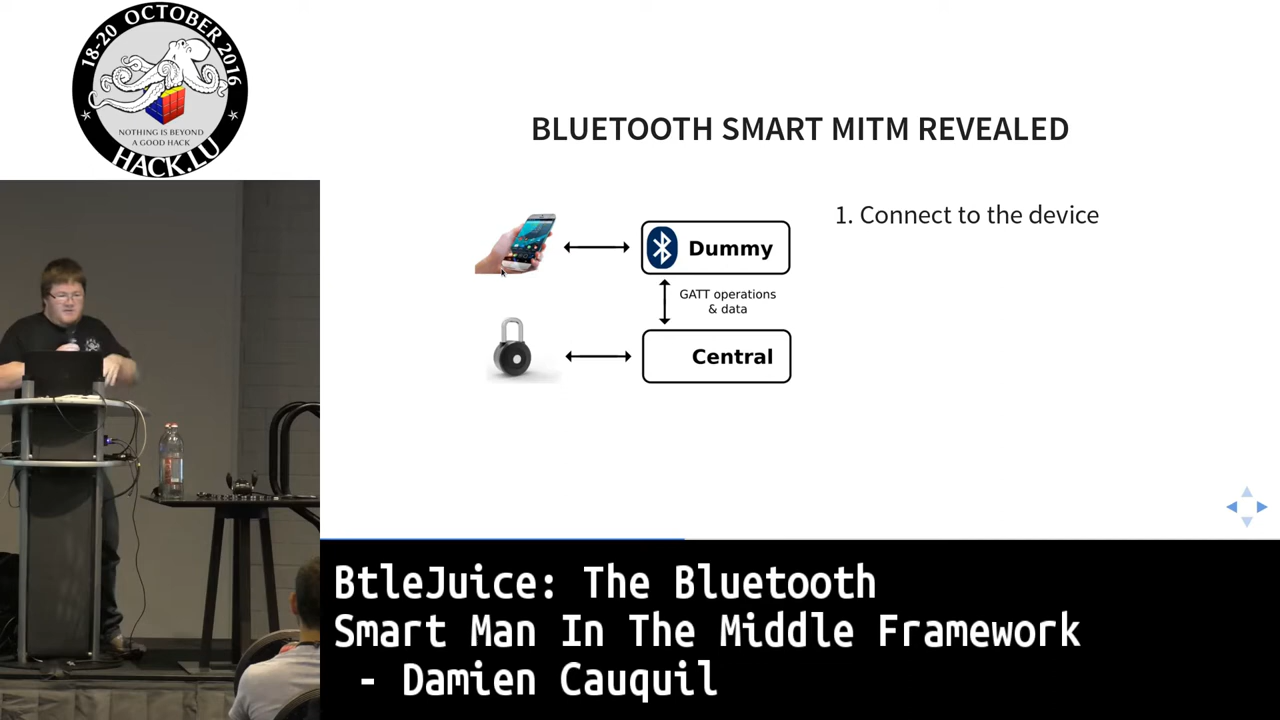 18-20 OCTOBER 2016
NOTHING IS BEYOND
A GOOD HACK
HACK.LU
BLUETOOTH SMART MITM REVEALED
1. Connect to the device
Dummy
GATT operations
& data
Central
BtleJuice: The Bluetooth
Smart Man In The Middle Framework
- Damien Cauquil